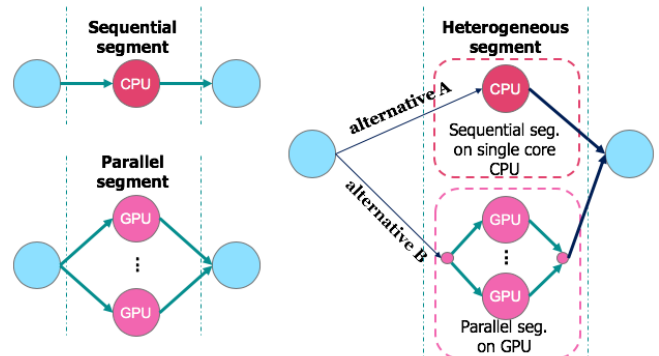 Sequential
segment
CPU
Parallel
segment
GPU
⋮
GPU
Heterogeneous
segment
alternative A
CPU
Sequential seg.
on single core
CPU
alternative B
GPU
⋮
GPU
Parallel seg.
on GPU